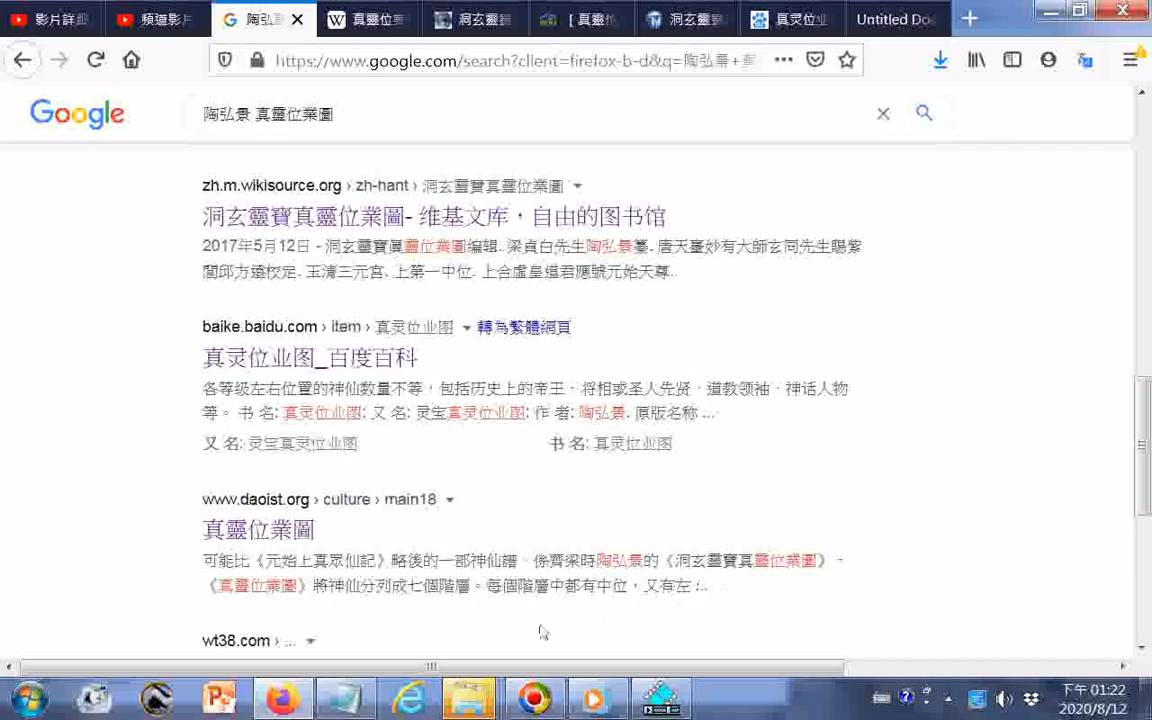 影片詳
頻道影片
陶弘景
真靈位
洞玄靈
[ 真靈位
洞玄靈寶
真灵位业
Untitled Doc
https://www.google.com/search?client=firefox-b-d&q=陶弘景+真
Google
陶弘景 真靈位業圖
zh.m.wikisource.org › zh-hant › 洞玄靈寶真靈位業圖
洞玄靈寶真靈位業圖- 维基文库，自由的图书馆
2017年5月12日 - 洞玄靈寶真靈位業圖编辑. 梁貞白先生陶弘景纂. 唐天臺妙有大師玄同先生賜紫
閭邱方遠校定. 玉清三元宮. 上第一中位. 上合虛皇道君應號元始天尊..
baike.baidu.com › item › 真灵位业图 轉為繁體網頁
真灵位业图_百度百科
各等级左右位置的神仙数量不等，包括历史上的帝王、将相或圣人先贤、道教领袖、神话人物
等。 书 名: 真灵位业图; 又 名: 灵宝真灵位业图; 作 者: 陶弘景. 原版名称 ...
又 名: 灵宝真灵位业图
书 名: 真灵位业图
www.daoist.org › culture › main18
真靈位業圖
可能比《元始上真眾仙記》略後的一部神仙譜。係齊梁時陶弘景的《洞玄靈寶真靈位業圖》。
《真靈位業圖》將神仙分列成七個階層。每個階層中都有中位，又有左 ...
wt38.com › ...
下午 01:22
2020/8/12